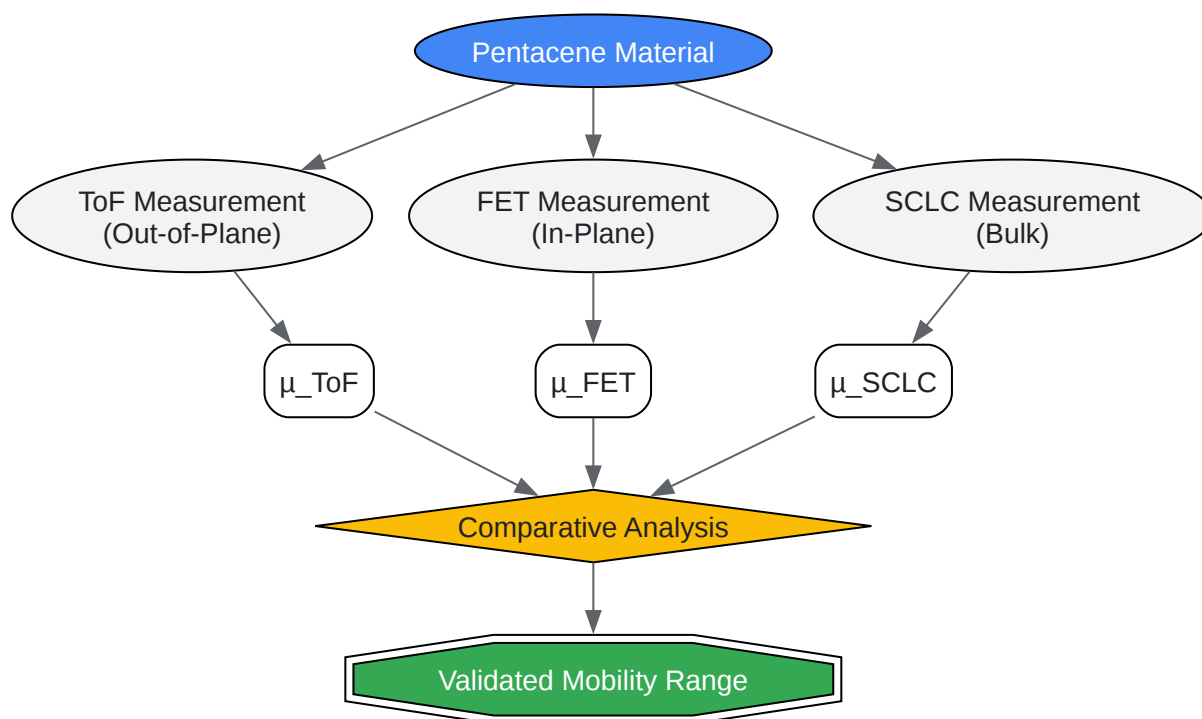 Pentacene Material
ToF Measurement
(Out-of-Plane)
FET Measurement
(In-Plane)
SCLC Measurement
(Bulk)
µ_ToF
µ_FET
µ_SCLC
Comparative Analysis
Validated Mobility Range